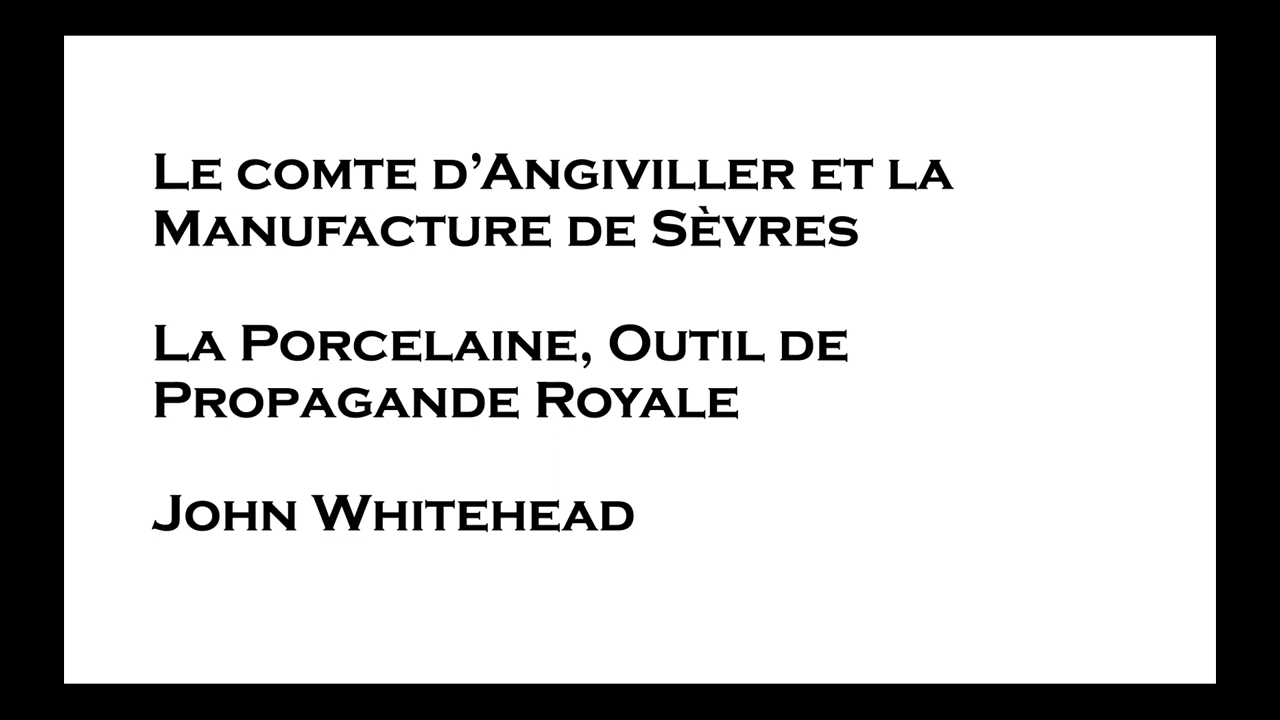 Le comte d’Angiviller et la
Manufacture de Sèvres
La Porcelaine, Outil de
Propagande Royale
John Whitehead